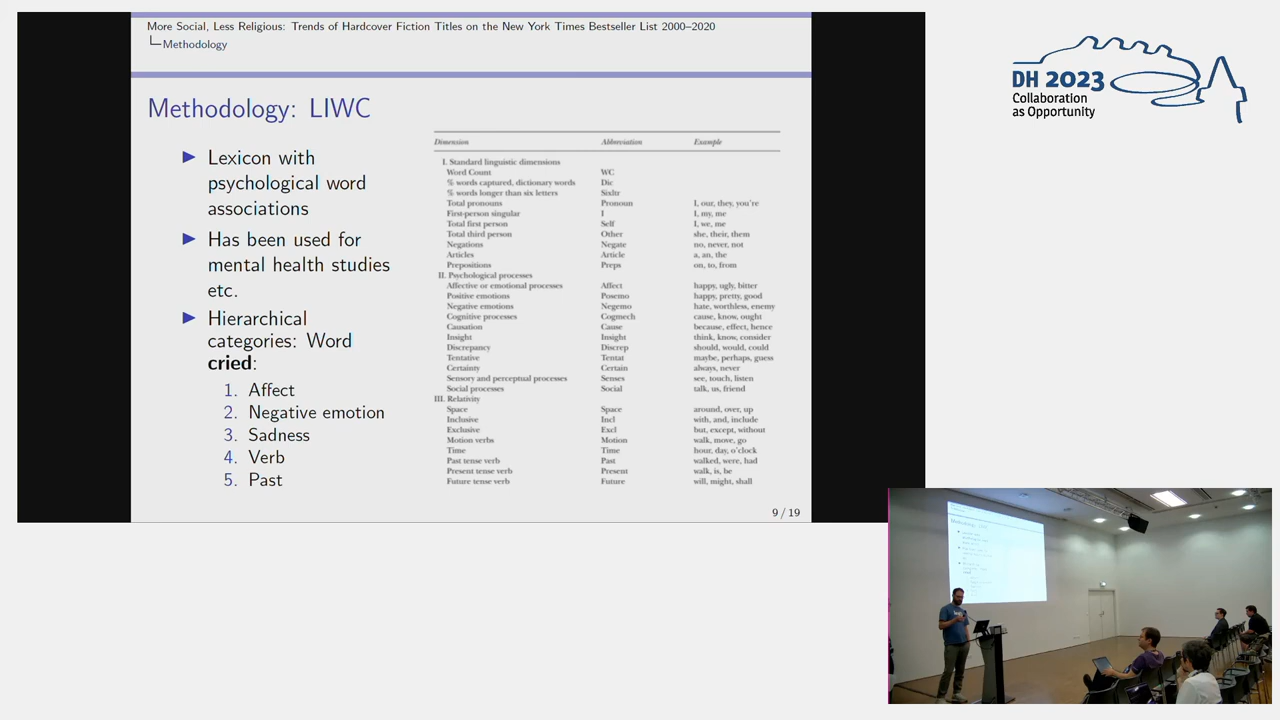 More Social, Less Religious: Trends of Hardcover Fiction Titles on the New York Times Bestseller List 2000–2020
Methodology
Methodology: LIWC
Lexicon with
psychological word
associations
Has been used for
mental health studies
etc.
Hierarchical
categories: Word
cried:
1. Affect
2. Negative emotion
3. Sadness
4. Verb
5. Past
Dimension Abbreviation Example
I. Standard linguistic dimensions
Word Count WC
% words captured, dictionary words Dic
% words longer than six letters Sixltr
Total pronouns Pronoun I, our, they, you're
First-person singular I I, my, me
Total first person Self I, we, me
Total third person Other she, their, them
Negations Negate no, never, not
Articles Article a, an, the
Prepositions Preps on, to, from
II. Psychological processes
Affective or emotional processes Affect happy, ugly, bitter
Positive emotions Posemo happy, pretty, good
Negative emotions Negemo hate, worthless, enemy
Cognitive processes Cogmech cause, know, ought
Causation Cause because, effect, hence
Insight Insight think, know, consider
Discrepancy Discrep should, would, could
Tentative Tentat maybe, perhaps, guess
Certainty Certain always, never
Sensory and perceptual processes Senses see, touch, listen
Social processes Social talk, us, friend
III. Relativity
Space Space around, over, up
Inclusive Incl with, and, include
Exclusive Excl but, except, without
Motion verbs Motion walk, move, go
Time Time hour, day, o'clock
Past tense verb Past walked, were, had
Present tense verb Present walk, is, be
Future tense verb Future will, might, shall
9 / 19
DH 2023
Collaboration
as Opportunity